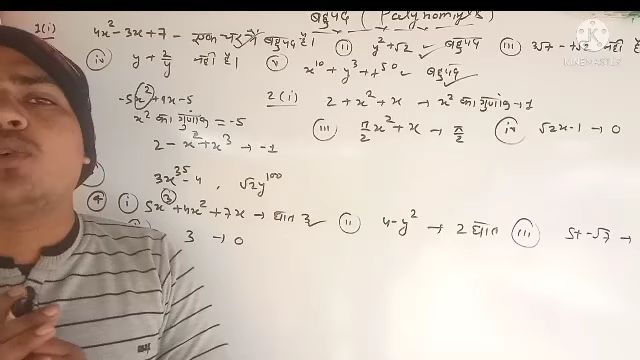 बहुपद (Polynomials)
1(i) 4x² - 3x + 7 - एक चर में बहुपद है। (ii) y² + √2 ✓ बहुपद (iii) 3√t - t√2 नहीं है
(iv) y + 2/y नहीं है। (v) x¹⁰ + y³ + t⁵⁰ ← बहुपद
-5x² + 9x - 5 2(i) 2 + x² + x → x² का गुणांक → 1
x² का गुणांक = -5
2 - x² + x³ → -1 (iii) π/2 x² + x → π/2 (iv) √2x - 1 → 0
3x³⁵ - 4, √2y¹⁰⁰
4 (i) 5x³ + 4x² + 7x → घात 3 (ii) 4 - y² → 2 घात (iii) 5t - √7 →
3 → 0
KINEMASTER